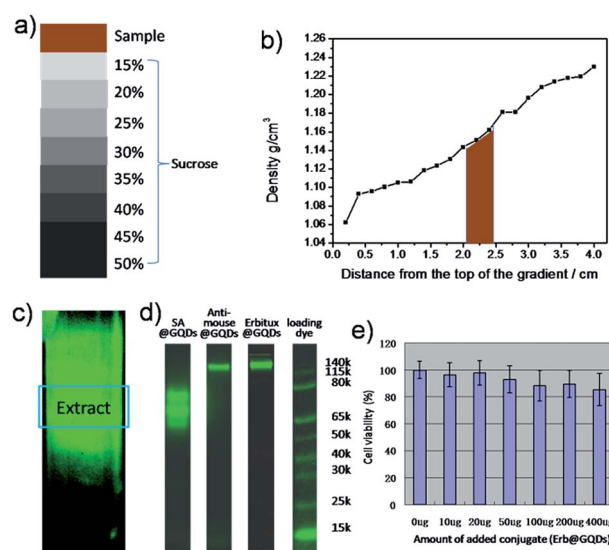 a)
Sample
15%
20%
25%
30%
35%
40%
45%
50%
Sucrose
b)
Density g/cm³
1.26
1.24
1.22
1.20
1.18
1.16
1.14
1.12
1.10
1.08
1.06
1.04
0.0 0.5 1.0 1.5 2.0 2.5 3.0 3.5 4.0
Distance from the top of the gradient / cm
c)
Extract
d)
SA @GQDs
Anti-mouse@GQDs
Erbitux @GQDs
loading dye
140k
115k
80k
65k
50k
40k
30k
25k
15k
e)
Cell viability (%)
120
100
80
60
40
20
0
0ug 10ug 20ug 50ug 100ug 200ug 400ug
Amount of added conjugate (Erb@GQDs)